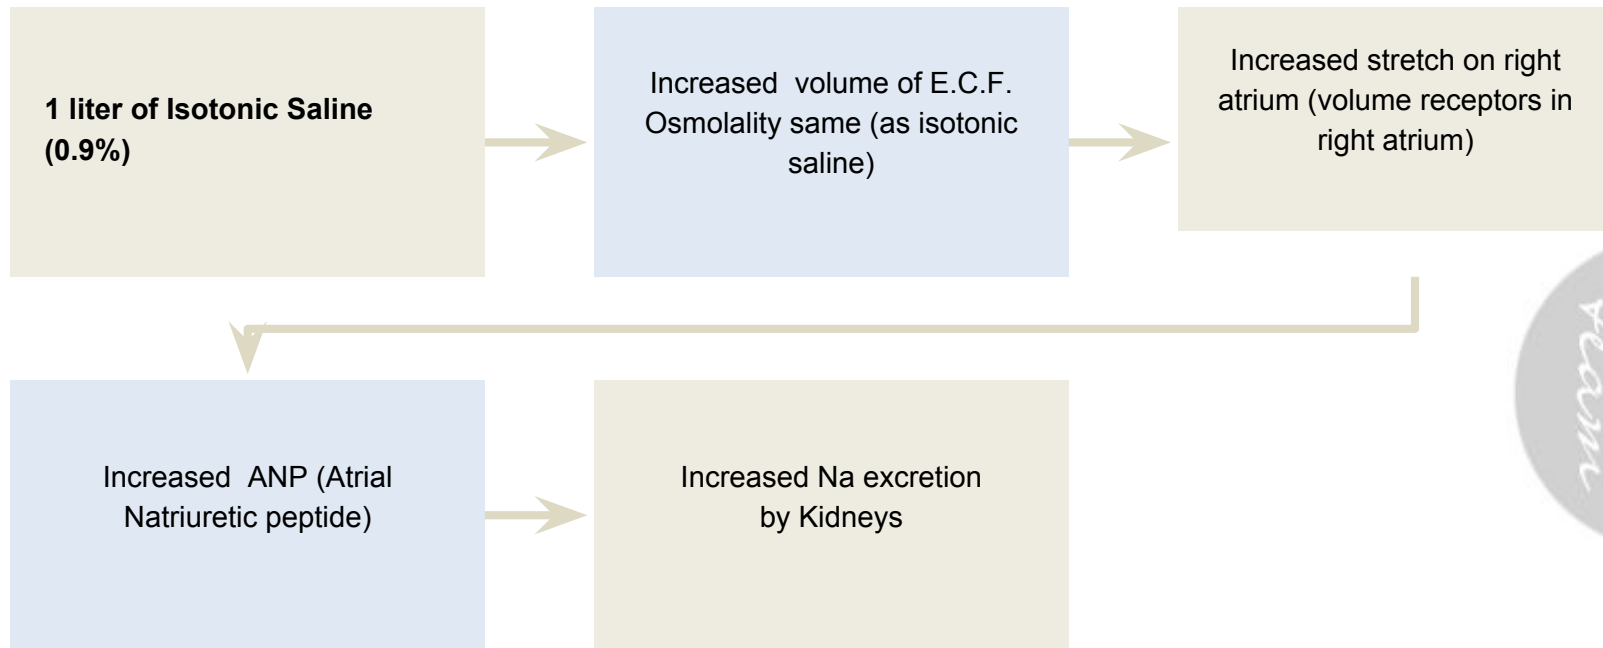 1 liter of Isotonic Saline
(0.9%)
Increased  volume of E.C.F.
Osmolality same (as isotonic
saline)
Increased stretch on right
atrium (volume receptors in
right atrium)
Increased  ANP (Atrial
Natriuretic peptide)
Increased Na excretion
by Kidneys